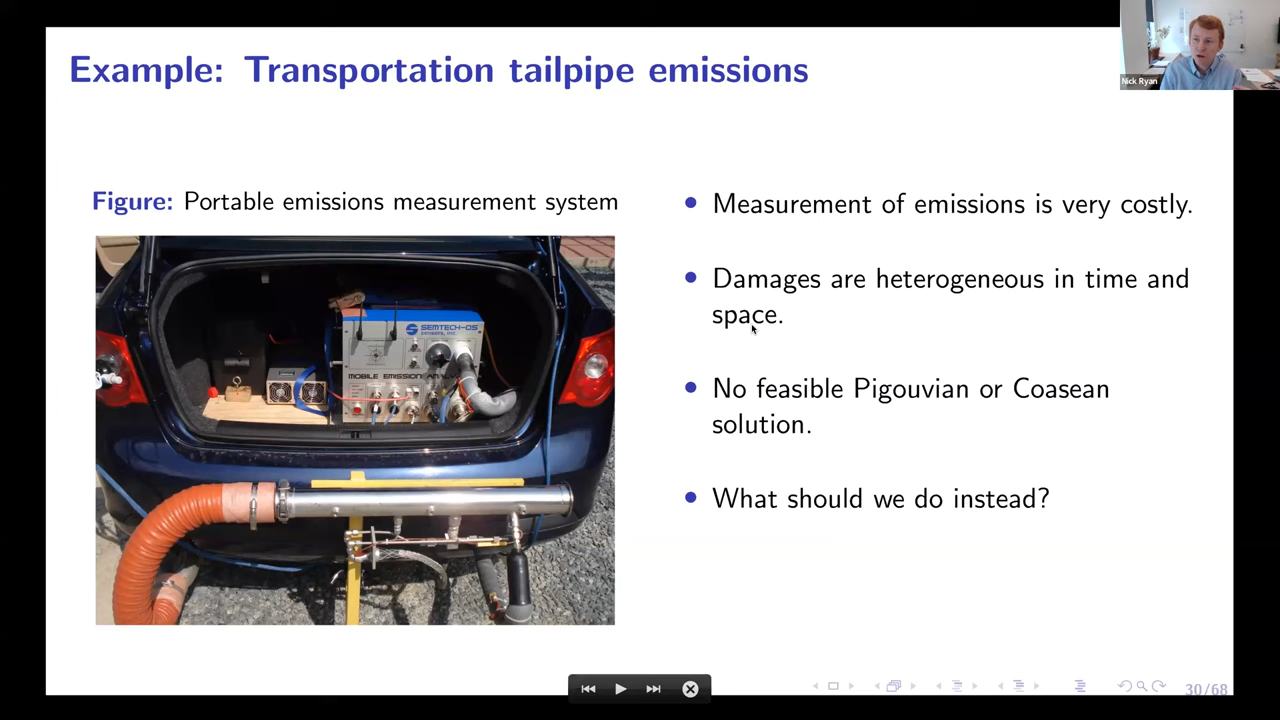 Example: Transportation tailpipe emissions
Nick Ryan
Figure: Portable emissions measurement system
SEMTECH-DS
SENSORS, INC.
MOBILE EMISSION
• Measurement of emissions is very costly.
• Damages are heterogeneous in time and
space.
• No feasible Pigouvian or Coasean
solution.
• What should we do instead?
30/68